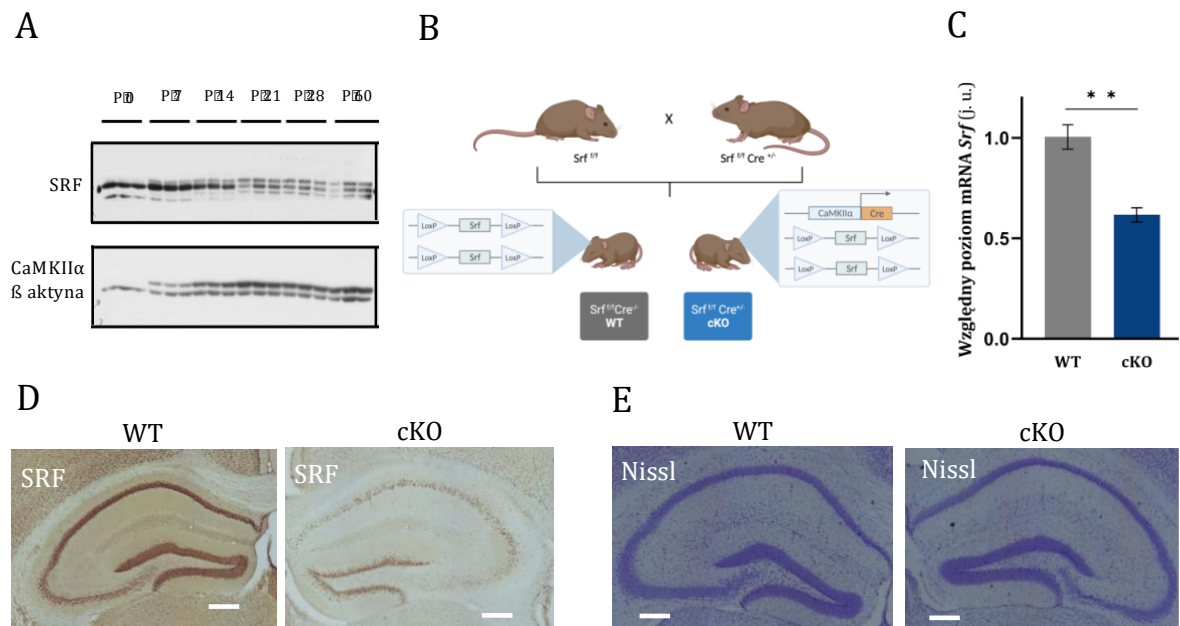 A
P0 P7 P14 P21 P28 P60
SRF
CaMKIIα
ß aktyna
B
X
Srf f/f
Srf f/f Cre +/-
LoxP Srf LoxP
LoxP Srf LoxP
CaMKIIα Cre
LoxP Srf LoxP
LoxP Srf LoxP
Srf f/f Cre-/-
WT
Srf f/f Cre+/-
cKO
C
Względny poziom mRNA Srf (j. u.)
* *
1.0
0.5
0.0
WT cKO
D
WT cKO
SRF SRF
E
WT cKO
Nissl Nissl